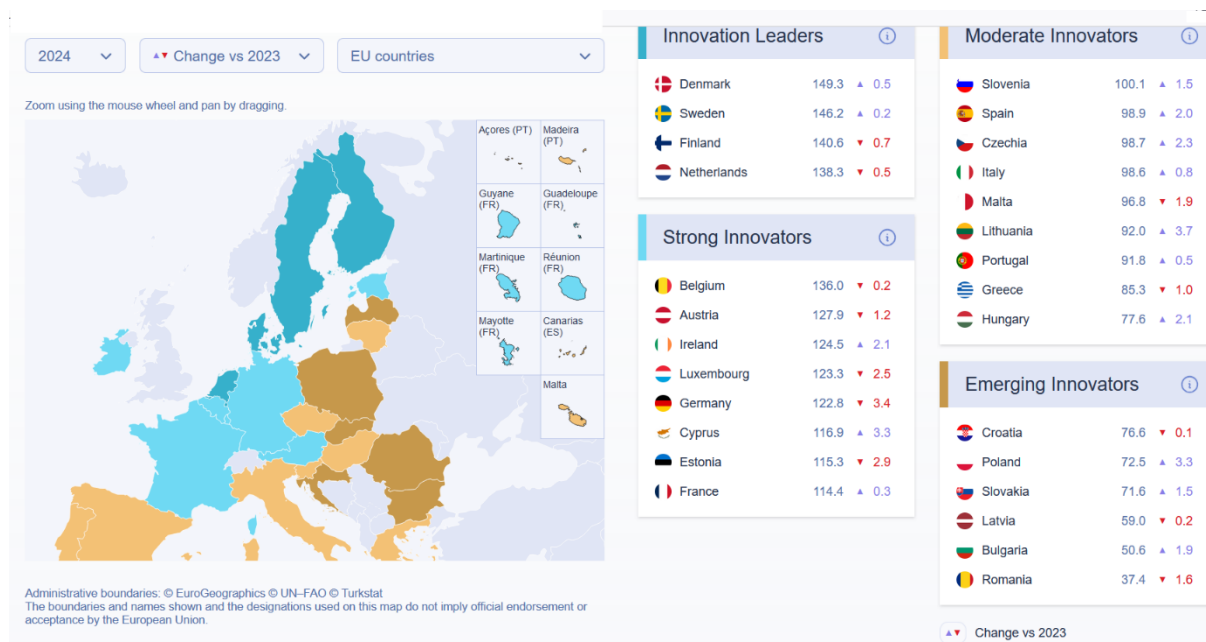 2024
▲▼ Change vs 2023
EU countries
Zoom using the mouse wheel and pan by dragging.
Açores (PT)
Madeira
(PT)
Guyane
(FR)
Guadeloupe
(FR)
Martinique
(FR)
Réunion
(FR)
Mayotte
(FR)
Canarias
(ES)
Malta
Administrative boundaries: © EuroGeographics © UN–FAO © Turkstat
The boundaries and names shown and the designations used on this map do not imply official endorsement or
acceptance by the European Union.
Innovation Leaders
Denmark 149.3 ▲ 0.5
Sweden 146.2 ▲ 0.2
Finland 140.6 ▼ 0.7
Netherlands 138.3 ▼ 0.5
Strong Innovators
Belgium 136.0 ▼ 0.2
Austria 127.9 ▼ 1.2
Ireland 124.5 ▲ 2.1
Luxembourg 123.3 ▼ 2.5
Germany 122.8 ▼ 3.4
Cyprus 116.9 ▲ 3.3
Estonia 115.3 ▼ 2.9
France 114.4 ▲ 0.3
Moderate Innovators
Slovenia 100.1 ▲ 1.5
Spain 98.9 ▲ 2.0
Czechia 98.7 ▲ 2.3
Italy 98.6 ▲ 0.8
Malta 96.8 ▼ 1.9
Lithuania 92.0 ▲ 3.7
Portugal 91.8 ▲ 0.5
Greece 85.3 ▼ 1.0
Hungary 77.6 ▲ 2.1
Emerging Innovators
Croatia 76.6 ▼ 0.1
Poland 72.5 ▲ 3.3
Slovakia 71.6 ▲ 1.5
Latvia 59.0 ▼ 0.2
Bulgaria 50.6 ▲ 1.9
Romania 37.4 ▼ 1.6
▲▼ Change vs 2023